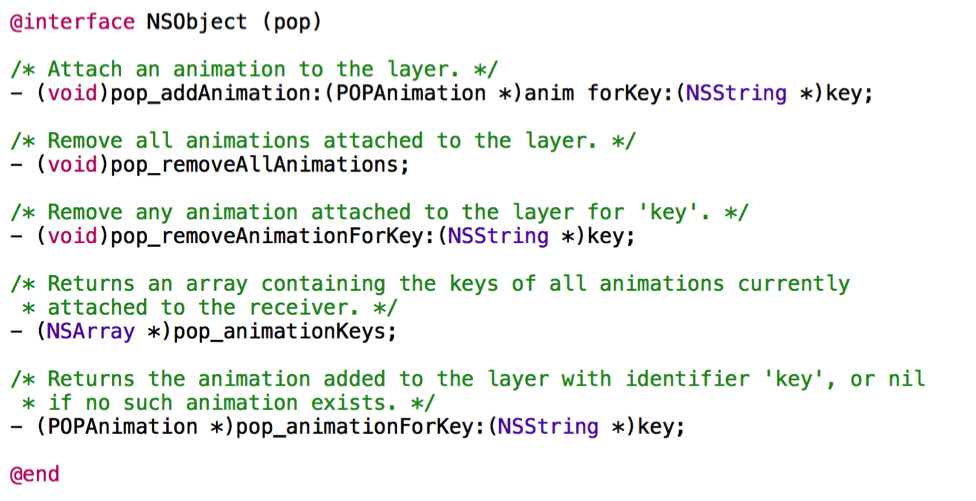 @interface NSObject (pop)
/* Attach an animation to the layer. */
- (void)pop_addAnimation:(POPAnimation *)anim forKey:(NSString *)key;
/* Remove all animations attached to the layer. */
- (void)pop_removeAllAnimations;
/* Remove any animation attached to the layer for 'key'. */
- (void)pop_removeAnimationForKey:(NSString *)key;
/* Returns an array containing the keys of all animations currently
 * attached to the receiver. */
- (NSArray *)pop_animationKeys;
/* Returns the animation added to the layer with identifier 'key', or nil
 * if no such animation exists. */
- (POPAnimation *)pop_animationForKey:(NSString *)key;
@end